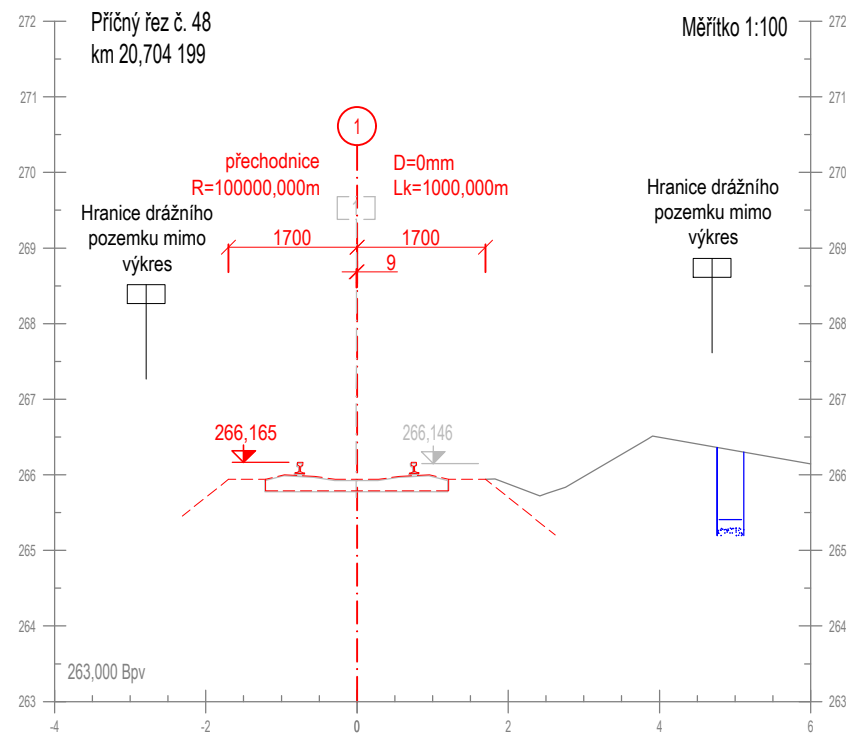 Příčný řez č. 48
km 20,704 199
Měřítko 1:100
1
přechodnice
R=100000,000m
D=0mm
Lk=1000,000m
Hranice drážního
pozemku mimo
výkres
Hranice drážního
pozemku mimo
výkres
1700
1700
9
266,165
266,146
263,000 Bpv
272
271
270
269
268
267
266
265
264
263
272
271
270
269
268
267
266
265
264
263
-4
-2
0
2
4
6